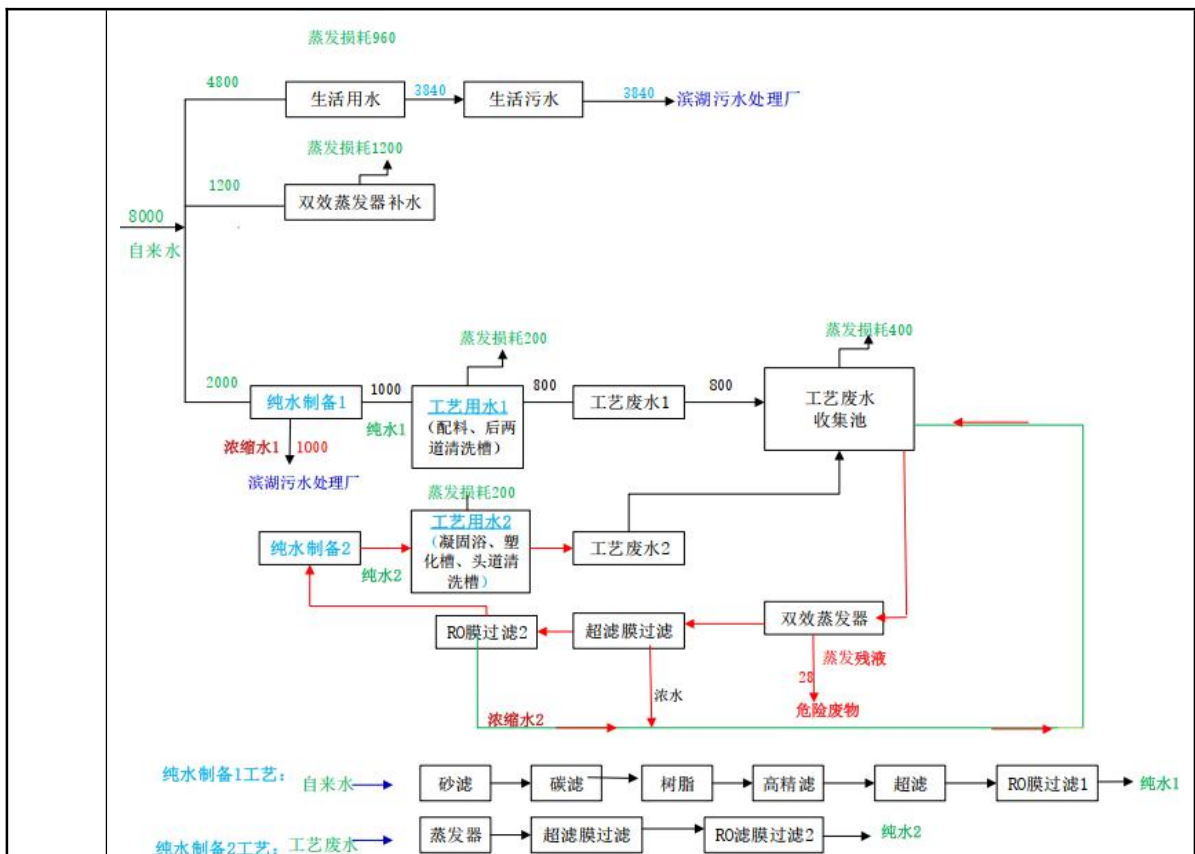 蒸发损耗960
4800
生活用水
3840
生活污水
3840
滨湖污水处理厂
蒸发损耗1200
1200
双效蒸发器补水
8000
自来水
蒸发损耗200
蒸发损耗400
2000
纯水制备1
1000
纯水1
工艺用水1
（配料、后两
道清洗槽）
800
工艺废水1
800
工艺废水
收集池
浓缩水1
1000
滨湖污水处理厂
蒸发损耗200
纯水制备2
纯水2
工艺用水2
（凝固浴、塑
化槽、头道清
洗槽）
工艺废水2
RO膜过滤2
超滤膜过滤
双效蒸发器
蒸发残液
28
危险废物
浓水
浓缩水2
纯水制备1工艺：
自来水
砂滤
碳滤
树脂
高精滤
超滤
RO膜过滤1
纯水1
纯水制备2工艺：
工艺废水
蒸发器
超滤膜过滤
RO滤膜过滤2
纯水2